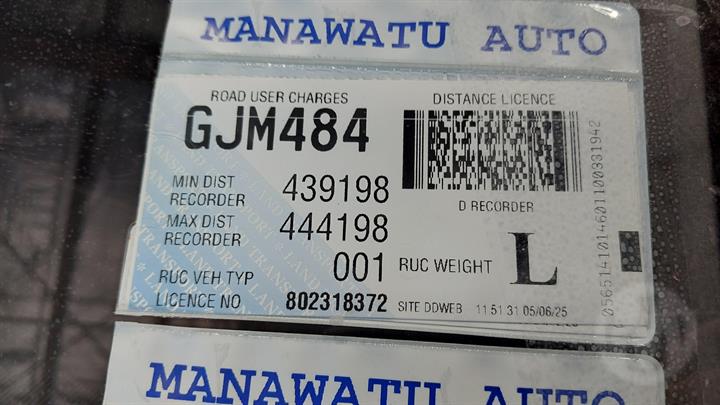 MANAWATU AUTO
ROAD USER CHARGES
DISTANCE LICENCE
GJM484
MIN DIST RECORDER 439198
D RECORDER
MAX DIST RECORDER 444198
RUC VEH TYP 001
RUC WEIGHT L
LICENCE NO 802318372
SITE DDWEB 11 51 31 05/06/25
MANAWATU AUTO